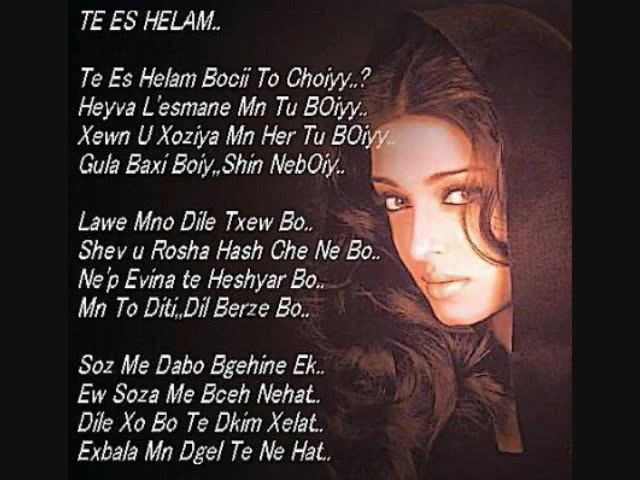 TE ES HELAM..
Te Es Helam Bocii To Choiyy..?
Heyva L'esmane Mn Tu BOiyy..
Xewn U Xoziya Mn Her Tu BOiyy..
Gula Baxi Boiy,,Shin NebOiy..
Lawe Mno Dile Txew Bo..
Shev u Rosha Hash Che Ne Bo..
Ne'p Evina te Heshyar Bo..
Mn To Diti,,Dil Berze Bo..
Soz Me Dabo Bgehine Ek..
Ew Soza Me Bceh Nehat..
Dile Xo Bo Te Dkim Xelat..
Exbala Mn Dgel Te Ne Hat..